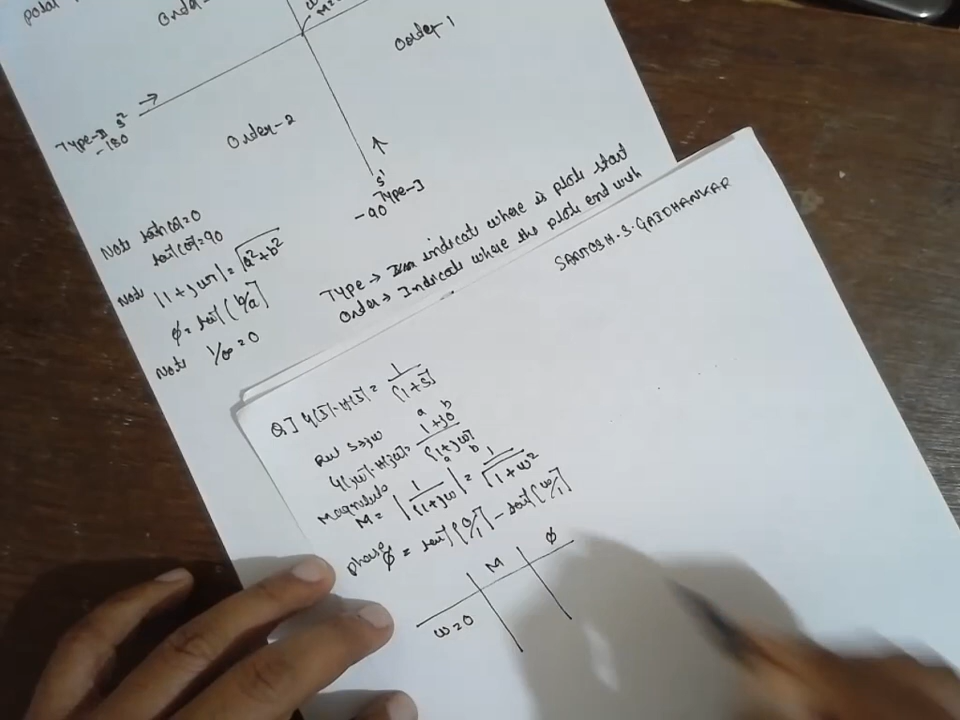 polar
Order-
Order-1
Type-II S²
-180
Order-2
S'
-90 Type-I
Note tan⁻¹(0)=0
tan⁻¹(∞)=90
Note |1+jω| = √a²+b²
φ = tan⁻¹(b/a)
Note 1/∞ = 0
Type → indicate where is plot start
Order → Indicate where the plot end with
SANTOSH.S.GAIDHANKAR
Q.] G(s).H(s) = 1/(1+s)
Put s=jω
G(jω).H(jω) = 1+j0/(1+jω)
a b
a b
Magnitude
M = |1/(1+jω)| = 1/√1+ω²
phase
φ = tan⁻¹[0/1] - tan⁻¹[ω/1]
M φ
ω=0